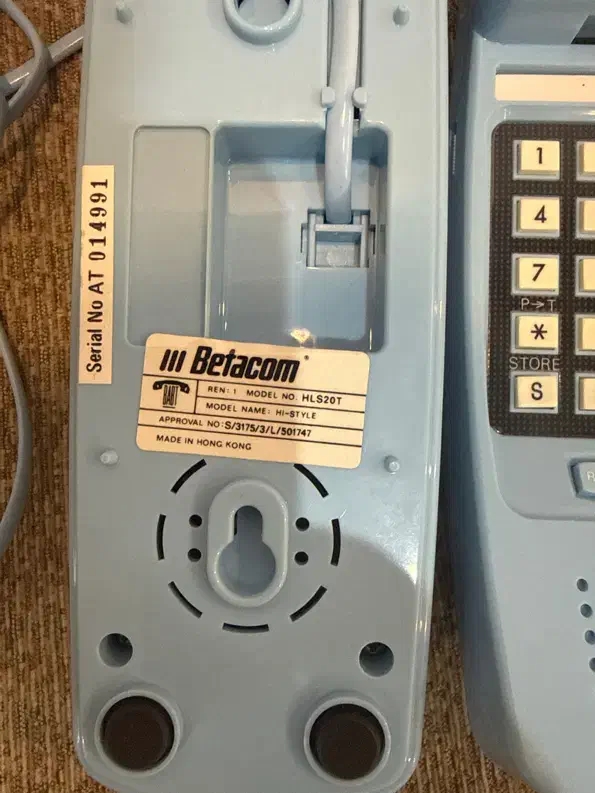 Serial No AT 014991
Betacom
BABT
REN: 1 MODEL NO. HLS20T
MODEL NAME: HI-STYLE
APPROVAL NO: S/3175/3/L/501747
MADE IN HONG KONG
1
4
7
P→T
*
STORE
S
R